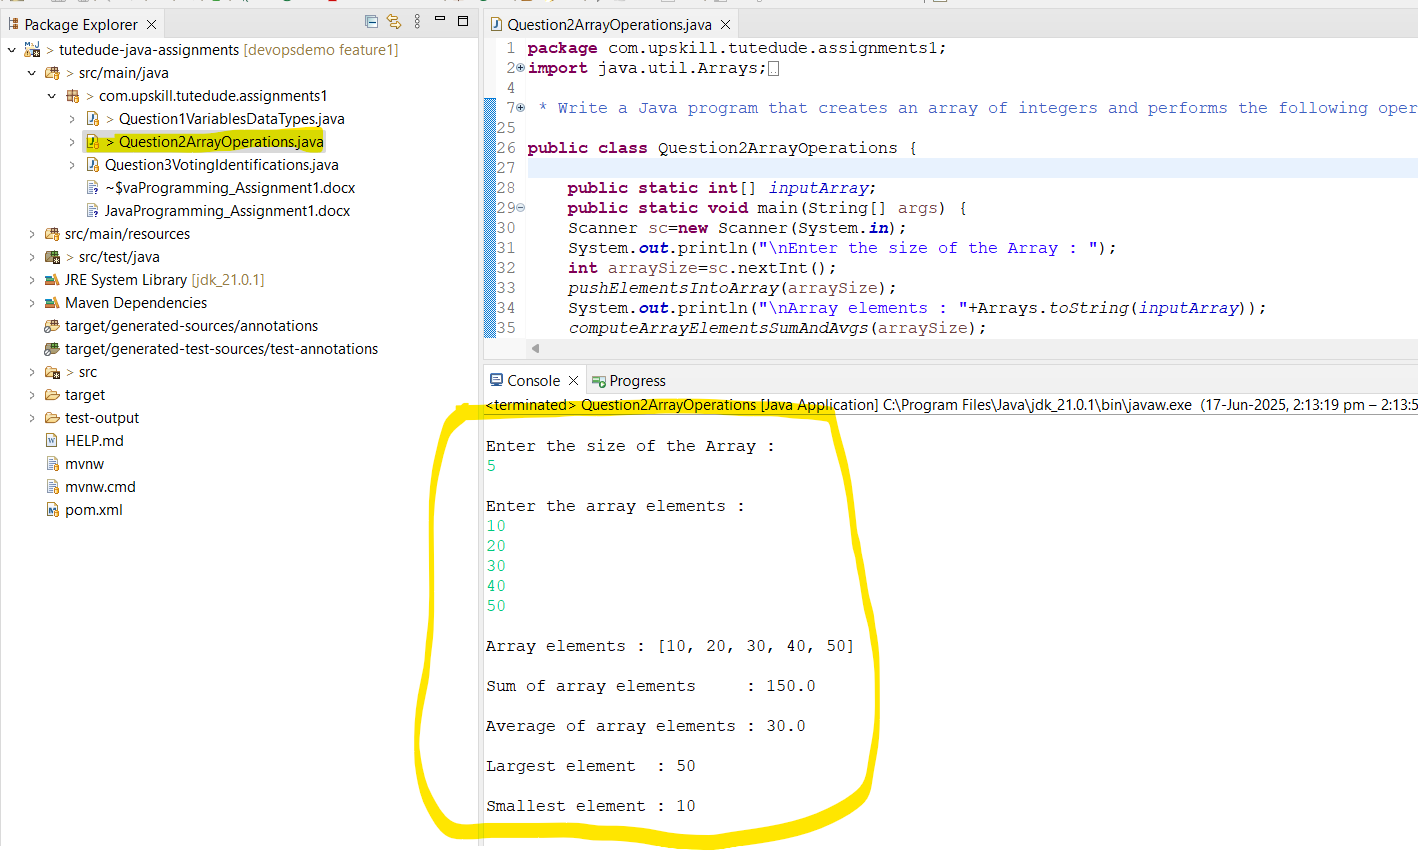 Package Explorer
> tutedude-java-assignments [devopsdemo feature1]
> src/main/java
> com.upskill.tutedude.assignments1
> Question1VariablesDataTypes.java
> Question2ArrayOperations.java
Question3VotingIdentifications.java
~$vaProgramming_Assignment1.docx
JavaProgramming_Assignment1.docx
src/main/resources
> src/test/java
JRE System Library [jdk_21.0.1]
Maven Dependencies
target/generated-sources/annotations
target/generated-test-sources/test-annotations
> src
target
test-output
HELP.md
mvnw
mvnw.cmd
pom.xml
Question2ArrayOperations.java
1 package com.upskill.tutedude.assignments1;
2 import java.util.Arrays;
4
7 * Write a Java program that creates an array of integers and performs the following oper
25
26 public class Question2ArrayOperations {
27
28 public static int[] inputArray;
29 public static void main(String[] args) {
30 Scanner sc=new Scanner(System.in);
31 System.out.println("\nEnter the size of the Array : ");
32 int arraySize=sc.nextInt();
33 pushElementsIntoArray(arraySize);
34 System.out.println("\nArray elements : "+Arrays.toString(inputArray));
35 computeArrayElementsSumAndAvgs(arraySize);
Console
Progress
<terminated> Question2ArrayOperations [Java Application] C:\Program Files\Java\jdk_21.0.1\bin\javaw.exe (17-Jun-2025, 2:13:19 pm – 2:13:5
Enter the size of the Array :
5
Enter the array elements :
10
20
30
40
50
Array elements : [10, 20, 30, 40, 50]
Sum of array elements : 150.0
Average of array elements : 30.0
Largest element : 50
Smallest element : 10